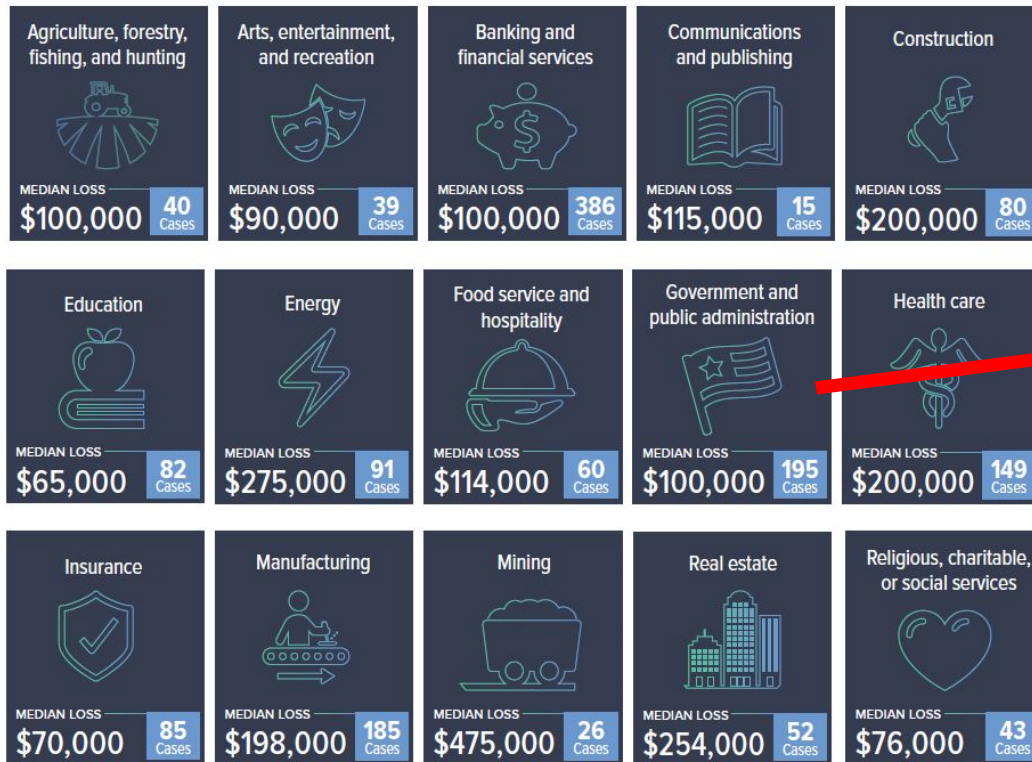 Agriculture, forestry,
fishing, and hunting
MEDIAN LOSS
$100,000
40
Cases
Arts, entertainment,
and recreation
MEDIAN LOSS
$90,000
39
Cases
Banking and
financial services
MEDIAN LOSS
$100,000
386
Cases
Communications
and publishing
MEDIAN LOSS
$115,000
15
Cases
Construction
MEDIAN LOSS
$200,000
80
Cases
Education
MEDIAN LOSS
$65,000
82
Cases
Energy
MEDIAN LOSS
$275,000
91
Cases
Food service and
hospitality
MEDIAN LOSS
$114,000
60
Cases
Government and
public administration
MEDIAN LOSS
$100,000
195
Cases
Health care
MEDIAN LOSS
$200,000
149
Cases
Insurance
MEDIAN LOSS
$70,000
85
Cases
Manufacturing
MEDIAN LOSS
$198,000
185
Cases
Mining
MEDIAN LOSS
$475,000
26
Cases
Real estate
MEDIAN LOSS
$254,000
52
Cases
Religious, charitable,
or social services
MEDIAN LOSS
$76,000
43
Cases